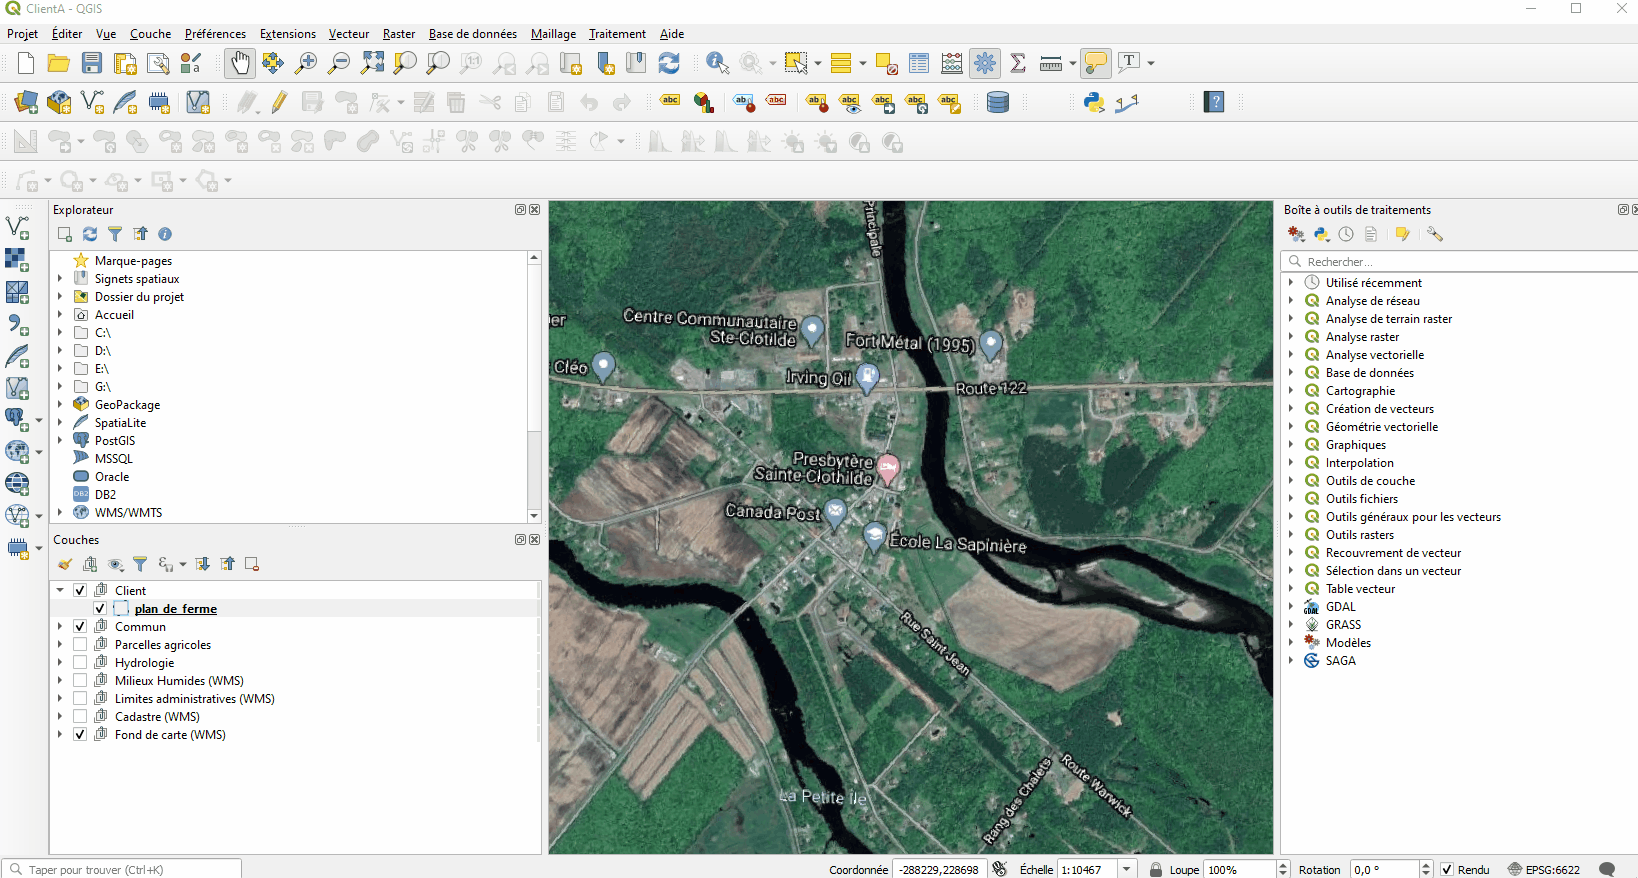 ClientA - QGIS
Projet Éditer Vue Couche Préférences Extensions Vecteur Raster Base de données Maillage Traitement Aide
Explorateur
Marque-pages
Signets spatiaux
Dossier du projet
Accueil
C:\
D:\
E:\
G:\
GeoPackage
SpatiaLite
PostGIS
MSSQL
Oracle
DB2
WMS/WMTS
Couches
Client
plan_de_ferme
Commun
Parcelles agricoles
Hydrologie
Milieux Humides (WMS)
Limites administratives (WMS)
Cadastre (WMS)
Fond de carte (WMS)
Principale
Centre Communautaire
Ste-Clotilde
er
Cléo
Fort Métal (1995)
Irving Oil
Route 122
Presbytère
Sainte-Clothilde
Canada Post
École La Sapinière
Rue Saint-Jean
La Petite Île
Rang des Chalets
Route Warwick
Boîte à outils de traitements
Rechercher...
Utilisé récemment
Analyse de réseau
Analyse de terrain raster
Analyse raster
Analyse vectorielle
Base de données
Cartographie
Création de vecteurs
Géométrie vectorielle
Graphiques
Interpolation
Outils de couche
Outils fichiers
Outils généraux pour les vecteurs
Outils rasters
Recouvrement de vecteur
Sélection dans un vecteur
Table vecteur
GDAL
GRASS
Modèles
SAGA
Taper pour trouver (Ctrl+K)
Coordonnée -288229,228698 Échelle 1:10467 Loupe 100% Rotation 0,0 ° Rendu EPSG:6622